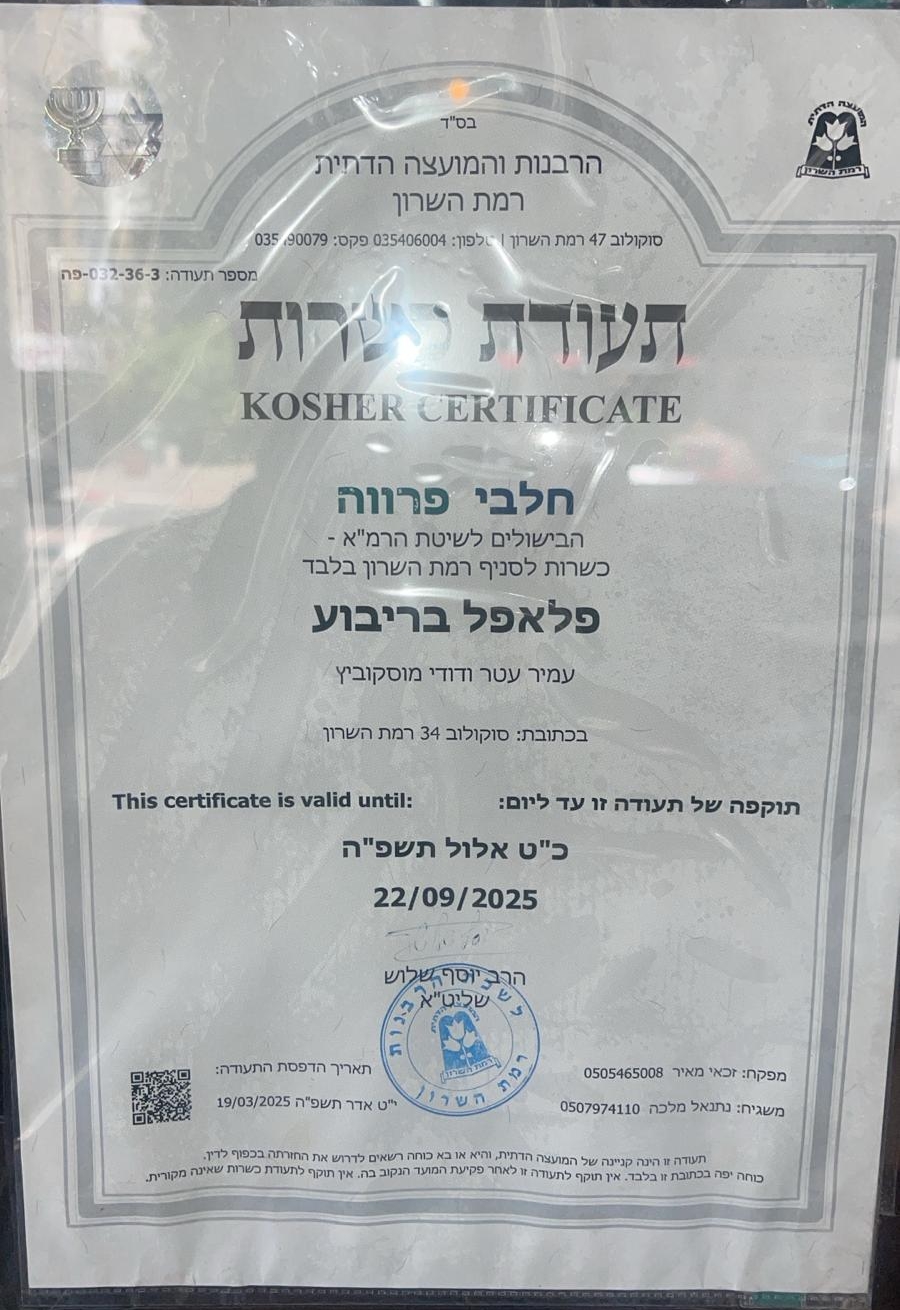 בס"ד
הרבנות והמועצה הדתית
רמת השרון
המועצה הדתית
רמת השרון
סוקולוב 47 רמת השרון | טלפון: 035406004 פקס:
מספר תעודה: 032-36-3-פה
תעודת כשרות
KOSHER CERTIFICATE
חלבי פרווה
הבישולים לשיטת הרמ"א -
כשרות לסניף רמת השרון בלבד
פלאפל בריבוע
עמיר עטר ודודי מוסקוביץ
בכתובת: סוקולוב 34 רמת השרון
תוקפה של תעודה זו עד ליום: This certificate is valid until:
כ"ט אלול תשפ"ה
22/09/2025
הרב יוסף שלוש
שליט"א
לשכת הרבנות
רמת השרון
מפקח: זכאי מאיר 0505465008
משגיח: נתנאל מלכה 0507974110
תאריך הדפסת התעודה:
י"ט אדר תשפ"ה 19/03/2025
תעודה זו הינה קניינה של המועצה הדתית, והיא או בא כוחה רשאים לדרוש את החזרתה בכפוף לדין.
כוחה יפה בכתובת זו בלבד. אין תוקף לתעודה זו לאחר פקיעת המועד הנקוב בה. אין תוקף לתעודת כשרות שאינה מקורית.